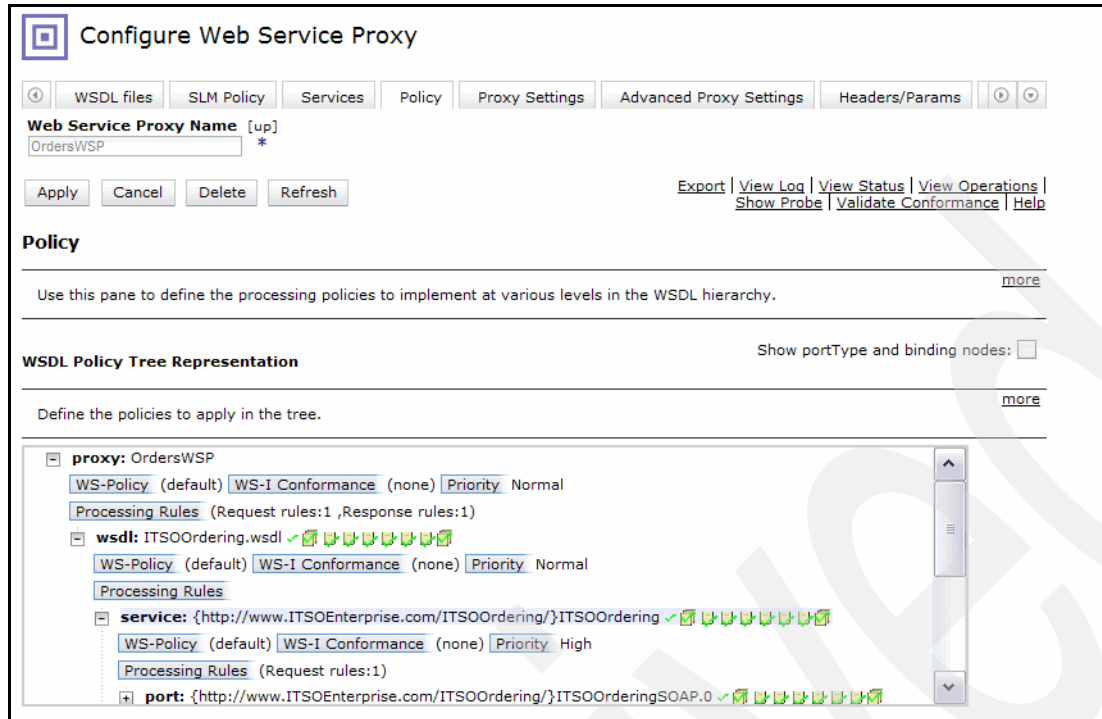 Configure Web Service Proxy
WSDL files SLM Policy Services Policy Proxy Settings Advanced Proxy Settings Headers/Params
Web Service Proxy Name [up]
OrdersWSP *
Apply Cancel Delete Refresh
Export | View Log | View Status | View Operations |
Show Probe | Validate Conformance | Help
Policy
more
Use this pane to define the processing policies to implement at various levels in the WSDL hierarchy.
WSDL Policy Tree Representation
Show portType and binding nodes:
more
Define the policies to apply in the tree.
proxy: OrdersWSP
WS-Policy (default) WS-I Conformance (none) Priority Normal
Processing Rules (Request rules:1 ,Response rules:1)
wsdl: ITSOOrdering.wsdl
WS-Policy (default) WS-I Conformance (none) Priority Normal
Processing Rules
service: {http://www.ITSOEnterprise.com/ITSOOrdering/}ITSOOrdering
WS-Policy (default) WS-I Conformance (none) Priority High
Processing Rules (Request rules:1)
port: {http://www.ITSOEnterprise.com/ITSOOrdering/}ITSOOrderingSOAP.0